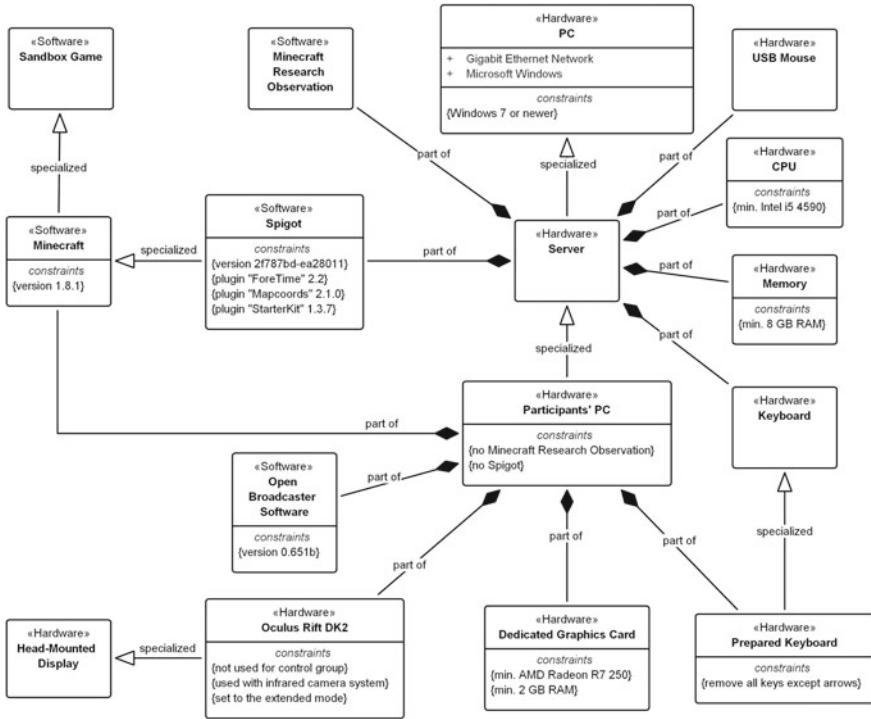 «Software»
Sandbox Game
«Software»
Minecraft
Research
Observation
«Hardware»
PC
+ Gigabit Ethernet Network
+ Microsoft Windows
constraints
{Windows 7 or newer}
«Hardware»
USB Mouse
specialized
part of
specialized
part of
«Hardware»
CPU
constraints
{min. Intel i5 4590}
part of
«Software»
Minecraft
constraints
{version 1.8.1}
specialized
«Software»
Spigot
constraints
{version 2f787bd-ea28011}
{plugin "ForeTime" 2.2}
{plugin "Mapcoords" 2.1.0}
{plugin "StarterKit" 1.3.7}
part of
«Hardware»
Server
part of
«Hardware»
Memory
constraints
{min. 8 GB RAM}
part of
specialized
«Hardware»
Participants' PC
constraints
{no Minecraft Research Observation}
{no Spigot}
«Hardware»
Keyboard
part of
«Software»
Open
Broadcaster
Software
constraints
{version 0.651b}
part of
specialized
part of
part of
part of
«Hardware»
Head-Mounted
Display
specialized
«Hardware»
Oculus Rift DK2
constraints
{not used for control group}
{used with infrared camera system}
{set to the extended mode}
«Hardware»
Dedicated Graphics Card
constraints
{min. AMD Radeon R7 250}
{min. 2 GB RAM}
«Hardware»
Prepared Keyboard
constraints
{remove all keys except arrows}